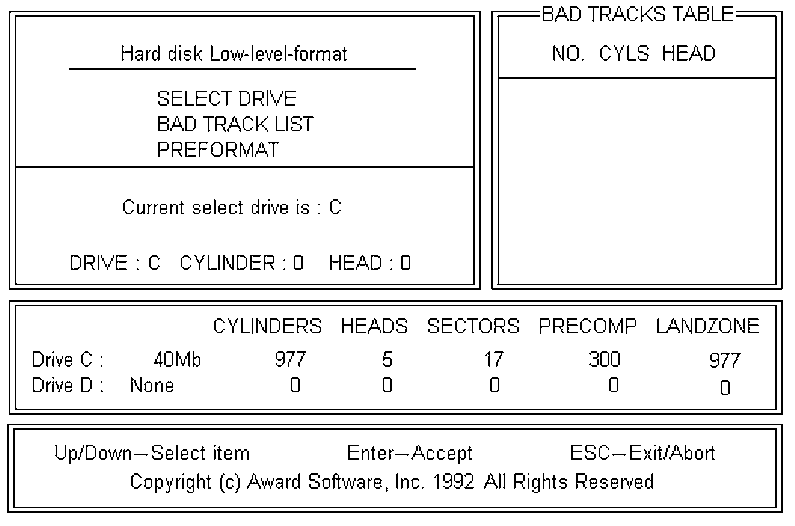 Hard disk Low-level-format
SELECT DRIVE
BAD TRACK LIST
PREFORMAT
Current select drive is : C
DRIVE : C CYLINDER : 0 HEAD : 0
BAD TRACKS TABLE
NO. CYLS HEAD
CYLINDERS HEADS SECTORS PRECOMP LANDZONE
Drive C : 40Mb 977 5 17 300 977
Drive D : None 0 0 0 0 0
Up/Down—Select item Enter—Accept ESC—Exit/Abort
Copyright (c) Award Software, Inc. 1992 All Rights Reserved